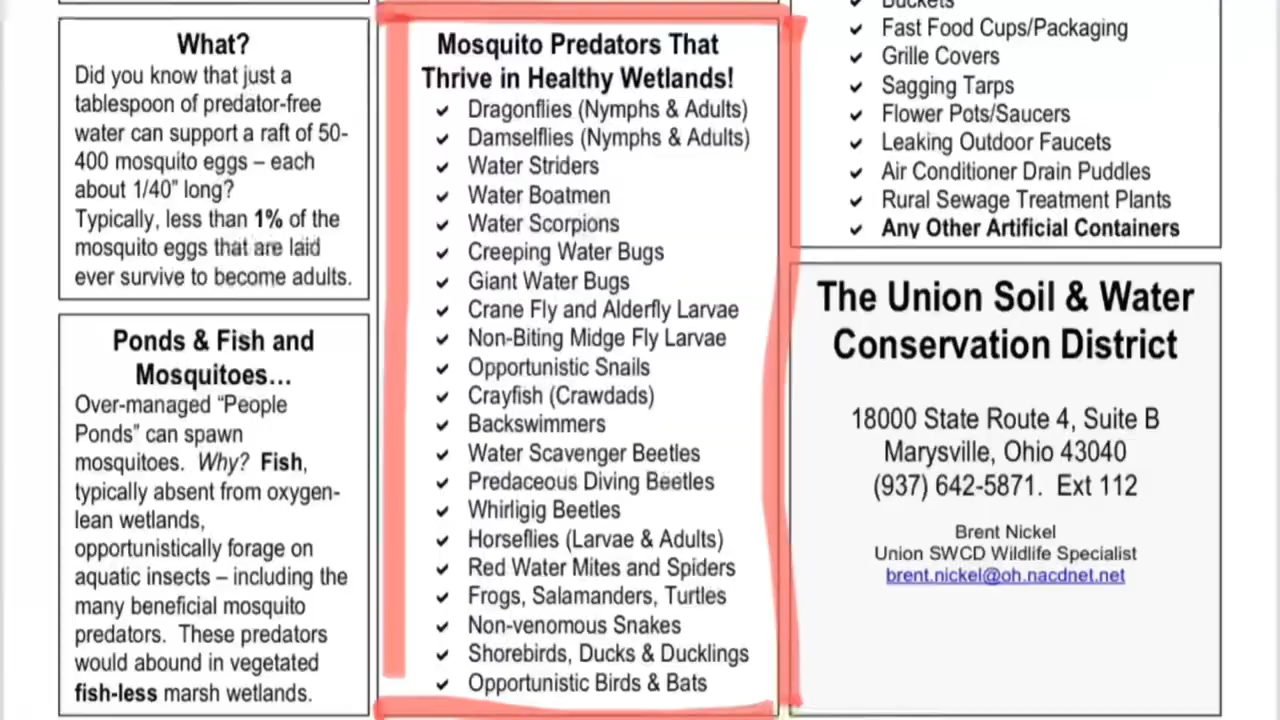 What?
Did you know that just a
tablespoon of predator-free
water can support a raft of 50-
400 mosquito eggs – each
about 1/40" long?
Typically, less than 1% of the
mosquito eggs that are laid
ever survive to become adults.
Ponds & Fish and
Mosquitoes…
Over-managed “People
Ponds” can spawn
mosquitoes. Why? Fish,
typically absent from oxygen-
lean wetlands,
opportunistically forage on
aquatic insects – including the
many beneficial mosquito
predators. These predators
would abound in vegetated
fish-less marsh wetlands.
Mosquito Predators That
Thrive in Healthy Wetlands!
✓ Dragonflies (Nymphs & Adults)
✓ Damselflies (Nymphs & Adults)
✓ Water Striders
✓ Water Boatmen
✓ Water Scorpions
✓ Creeping Water Bugs
✓ Giant Water Bugs
✓ Crane Fly and Alderfly Larvae
✓ Non-Biting Midge Fly Larvae
✓ Opportunistic Snails
✓ Crayfish (Crawdads)
✓ Backswimmers
✓ Water Scavenger Beetles
✓ Predaceous Diving Beetles
✓ Whirligig Beetles
✓ Horseflies (Larvae & Adults)
✓ Red Water Mites and Spiders
✓ Frogs, Salamanders, Turtles
✓ Non-venomous Snakes
✓ Shorebirds, Ducks & Ducklings
✓ Opportunistic Birds & Bats
✓ Buckets
✓ Fast Food Cups/Packaging
✓ Grille Covers
✓ Sagging Tarps
✓ Flower Pots/Saucers
✓ Leaking Outdoor Faucets
✓ Air Conditioner Drain Puddles
✓ Rural Sewage Treatment Plants
✓ Any Other Artificial Containers
The Union Soil & Water
Conservation District
18000 State Route 4, Suite B
Marysville, Ohio 43040
(937) 642-5871. Ext 112
Brent Nickel
Union SWCD Wildlife Specialist
brent.nickel@oh.nacdnet.net